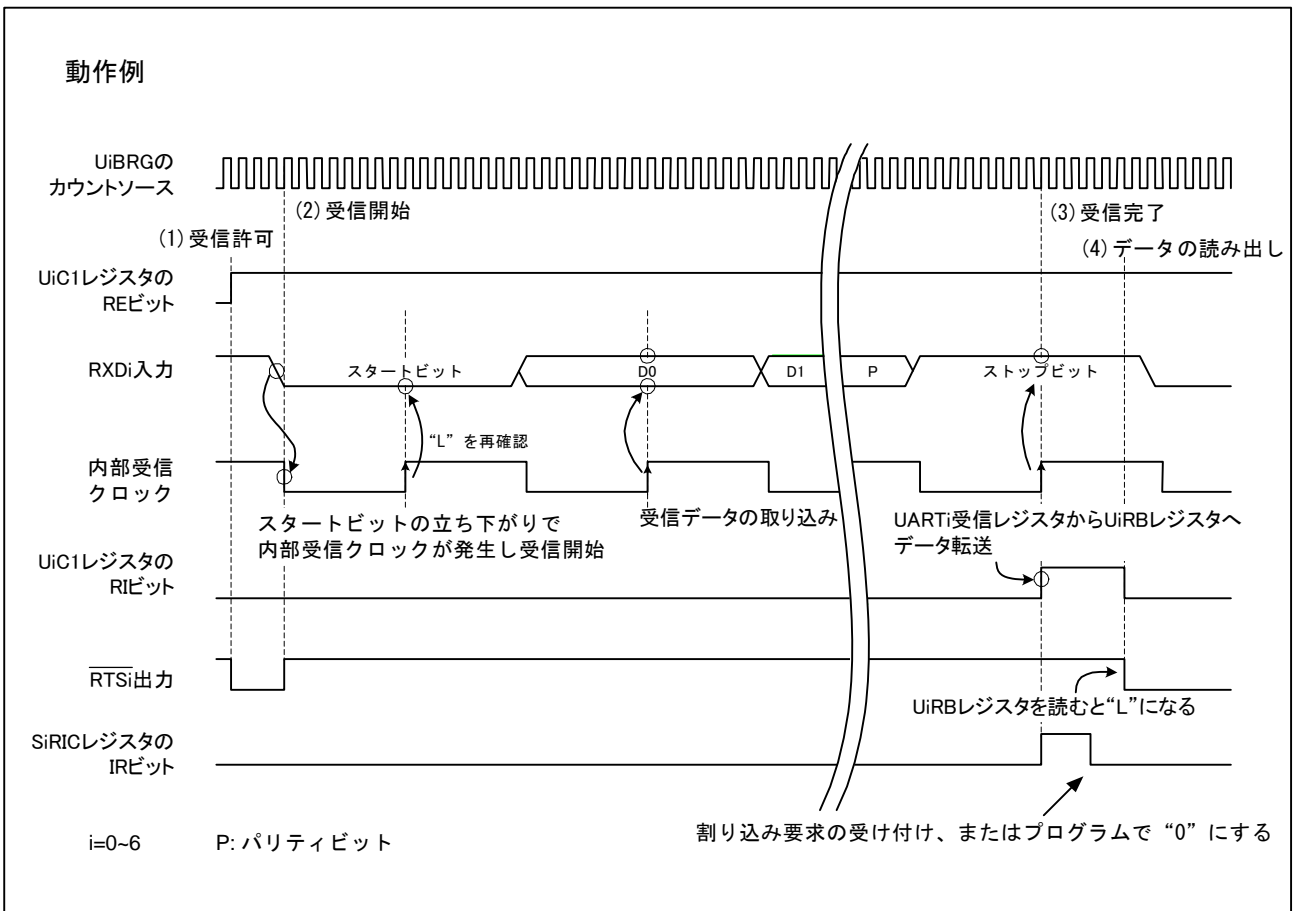 動作例
UiBRGの
カウントソース
(2)受信開始
(3)受信完了
(1)受信許可
(4)データの読み出し
UiC1レジスタの
REビット
RXDi入力
スタートビット
D0
D1
P
ストップビット
“L”を再確認
内部受信
クロック
スタートビットの立ち下がりで
内部受信クロックが発生し受信開始
受信データの取り込み
UARTi受信レジスタからUiRBレジスタへ
データ転送
UiC1レジスタの
RIビット
RTSi出力
UiRBレジスタを読むと“L”になる
SiRICレジスタの
IRビット
割り込み要求の受け付け、またはプログラムで“0”にする
i=0~6
P: パリティビット